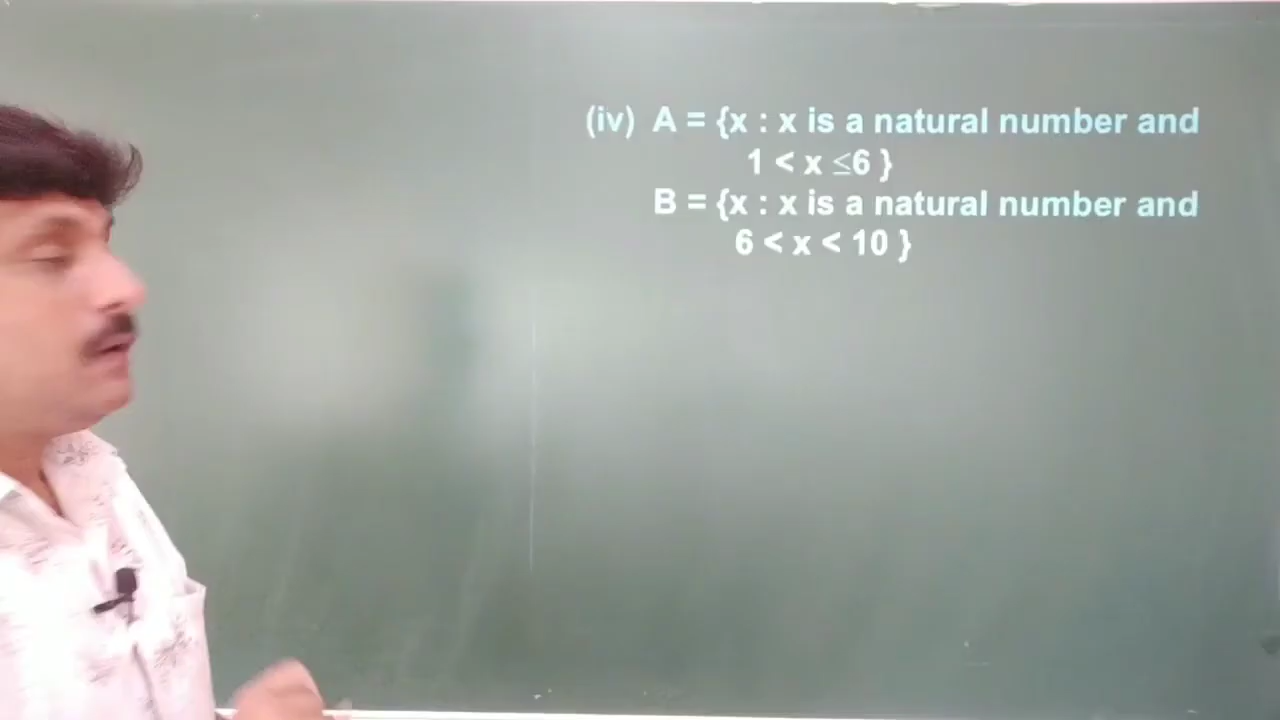 (iv) A = {x : x is a natural number and
1 < x ≤6 }
B = {x : x is a natural number and
6 < x < 10 }